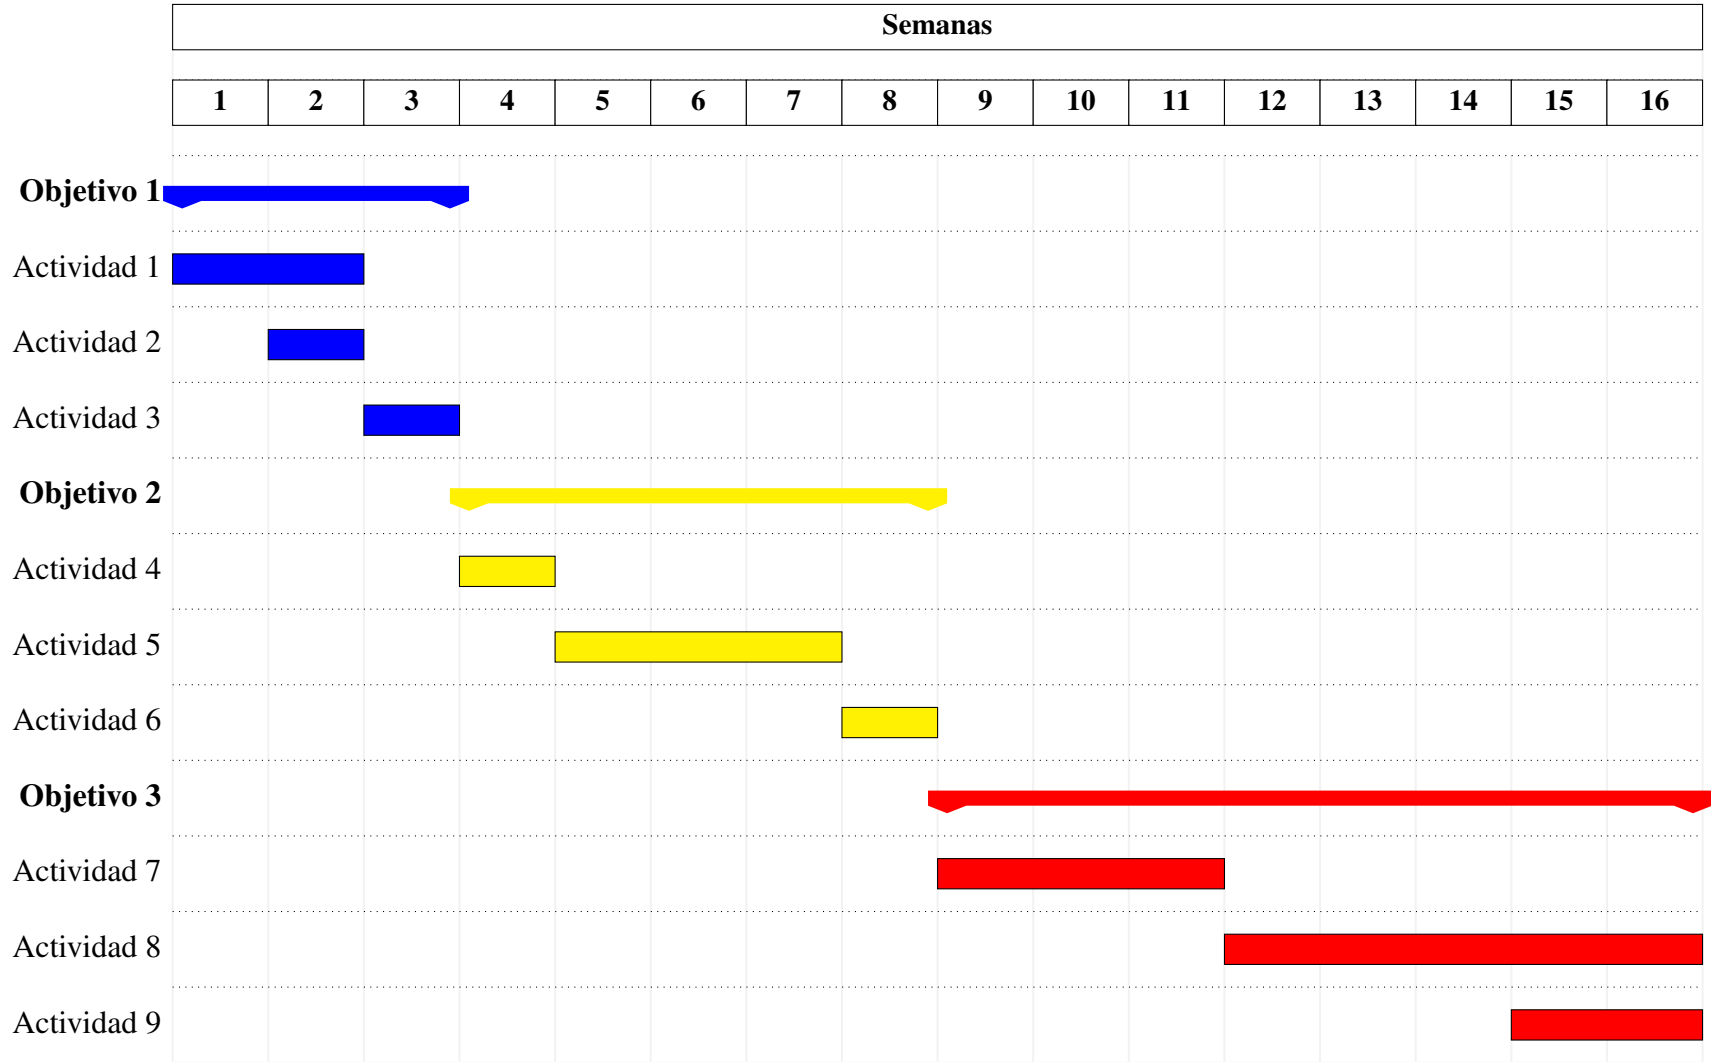 Semanas
1 2 3 4 5 6 7 8 9 10 11 12 13 14 15 16
Objetivo 1
Actividad 1
Actividad 2
Actividad 3
Objetivo 2
Actividad 4
Actividad 5
Actividad 6
Objetivo 3
Actividad 7
Actividad 8
Actividad 9